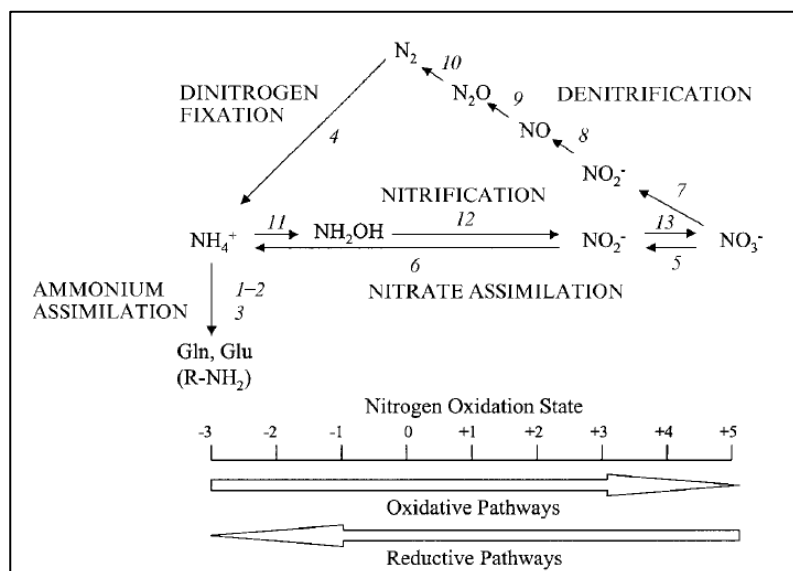 N₂
10
DINITROGEN
FIXATION
N₂O
9
DENITRIFICATION
4
NO
8
NO₂⁻
7
NITRIFICATION
NH₄⁺
11
NH₂OH
12
NO₂⁻
13
NO₃⁻
6
5
AMMONIUM
ASSIMILATION
1–2
3
NITRATE ASSIMILATION
Gln, Glu
(R-NH₂)
Nitrogen Oxidation State
-3 -2 -1 0 +1 +2 +3 +5
Oxidative Pathways
Reductive Pathways